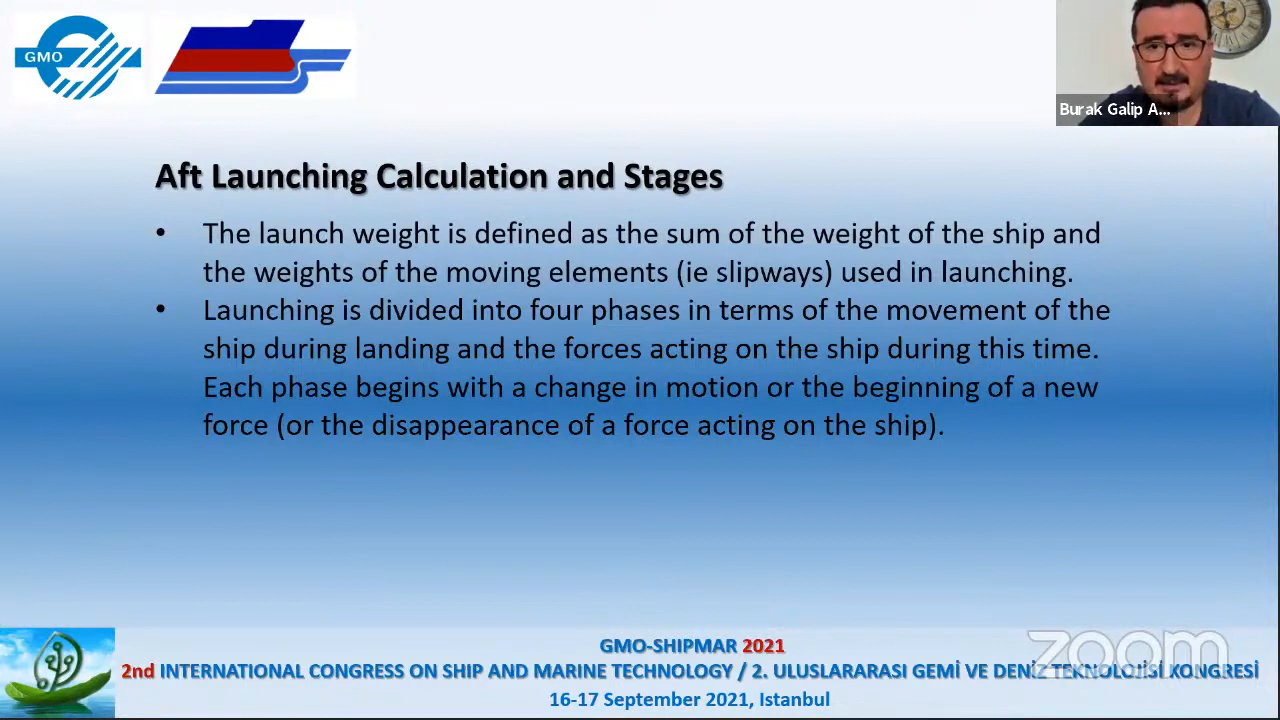 GMO
Burak Galip A...
Aft Launching Calculation and Stages
• The launch weight is defined as the sum of the weight of the ship and
the weights of the moving elements (ie slipways) used in launching.
• Launching is divided into four phases in terms of the movement of the
ship during landing and the forces acting on the ship during this time.
Each phase begins with a change in motion or the beginning of a new
force (or the disappearance of a force acting on the ship).
GMO-SHIPMAR 2021
2nd INTERNATIONAL CONGRESS ON SHIP AND MARINE TECHNOLOGY / 2. ULUSLARARASI GEMİ VE DENİZ TEKNOLOJİSİ KONGRESİ
16-17 September 2021, Istanbul
zoom